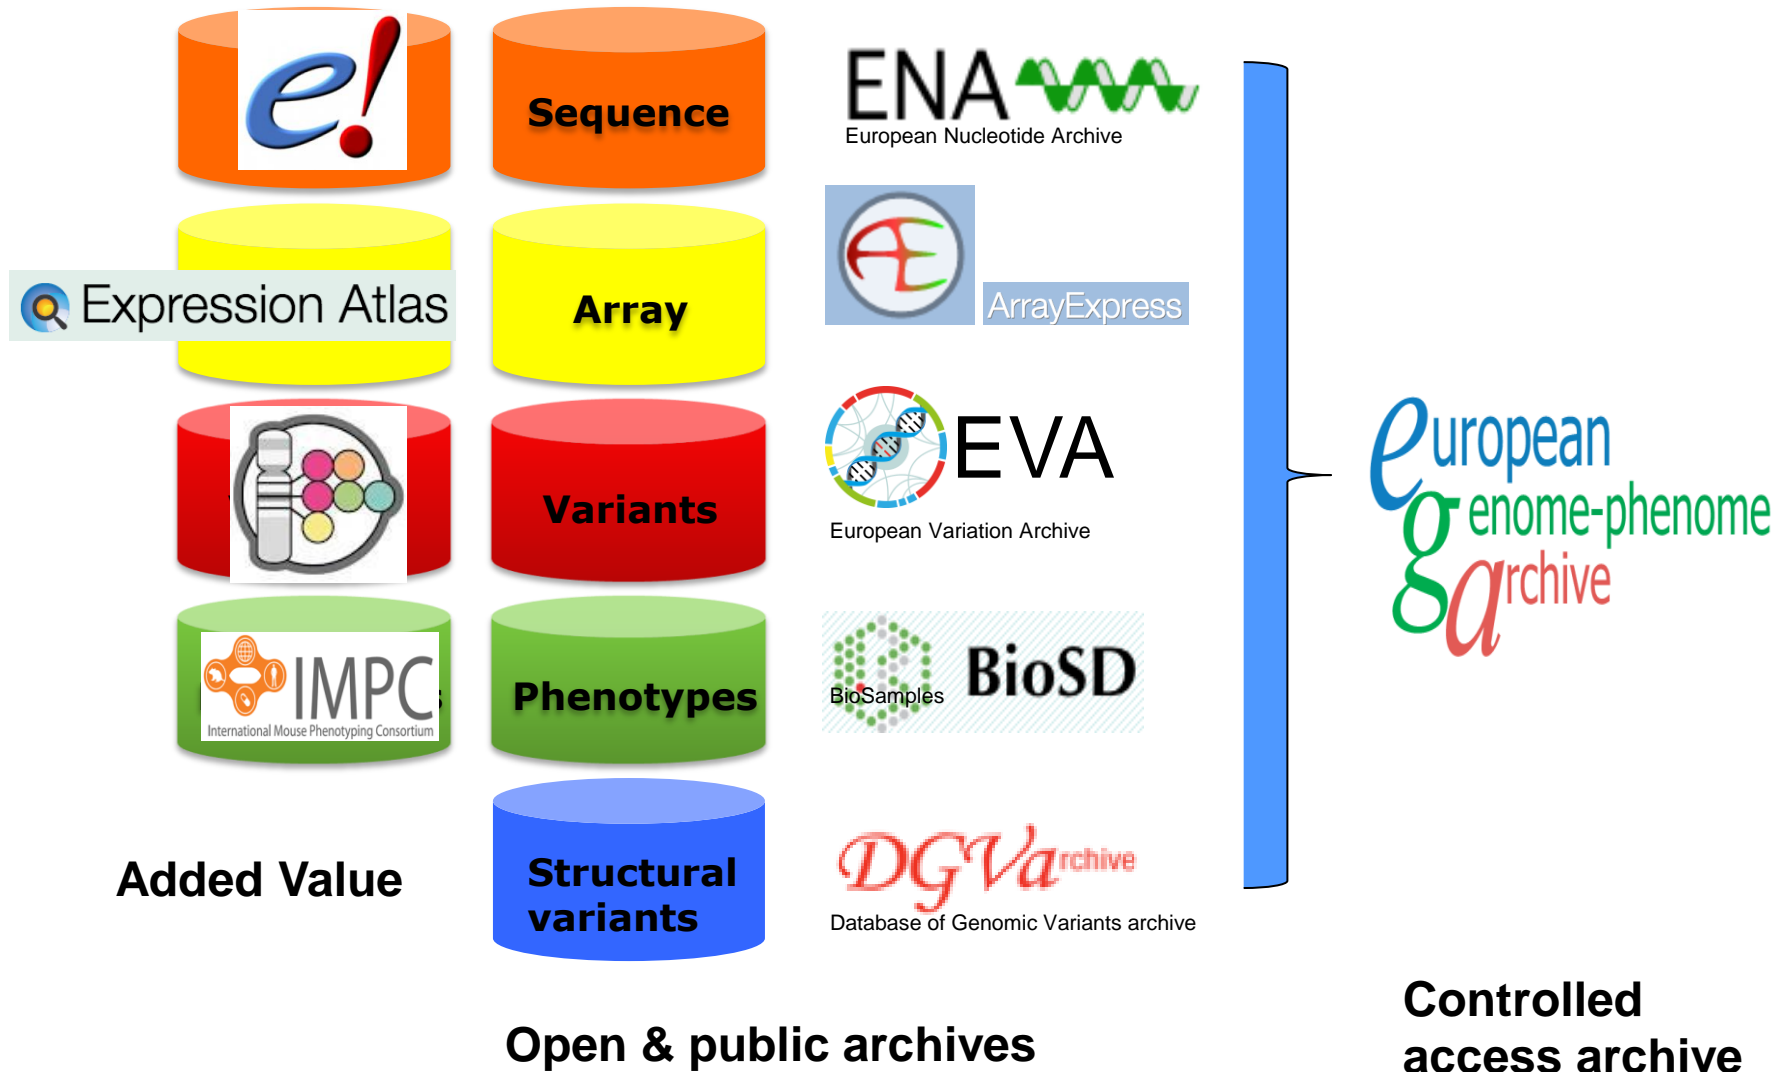 e!
Sequence
ENA
European Nucleotide Archive
Expression Atlas
Array
AE
ArrayExpress
Variants
EVA
European Variation Archive
IMPC
International Mouse Phenotyping Consortium
s
Phenotypes
BioSamples
BioSD
Structural
variants
DGVarchive
Database of Genomic Variants archive
european
genome-phenome
archive
Added Value
Open & public archives
Controlled
access archive